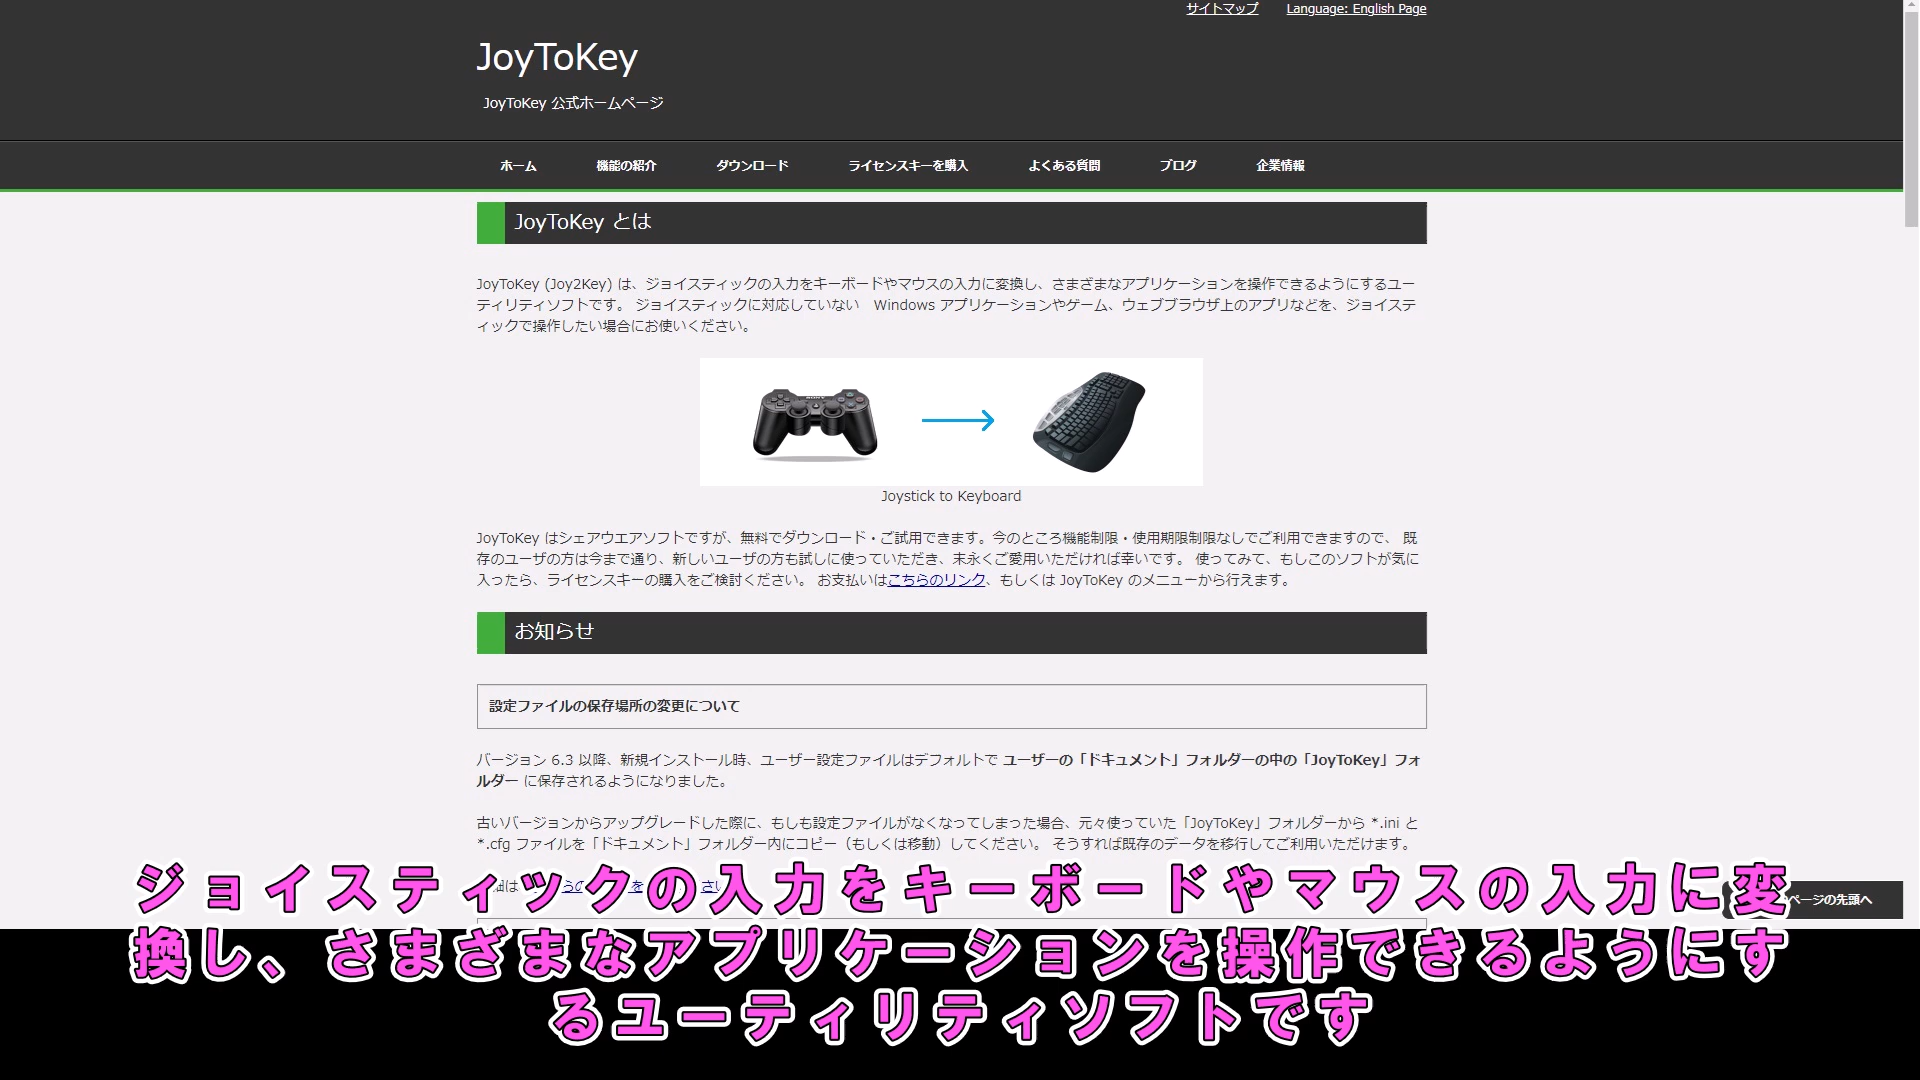 サイトマップ Language: English Page
JoyToKey
JoyToKey 公式ホームページ
ホーム 機能の紹介 ダウンロード ライセンスキーを購入 よくある質問 ブログ 企業情報
JoyToKey とは
JoyToKey (Joy2Key) は、ジョイスティックの入力をキーボードやマウスの入力に変換し、さまざまなアプリケーションを操作できるようにするユー
ティリティソフトです。 ジョイスティックに対応していない　Windows アプリケーションやゲーム、ウェブブラウザ上のアプリなどを、ジョイステ
ィックで操作したい場合にお使いください。
SONY
Joystick to Keyboard
JoyToKey はシェアウエアソフトですが、無料でダウンロード・ご試用できます。今のところ機能制限・使用期限制限なしでご利用できますので、 既
存のユーザの方は今まで通り、新しいユーザの方も試しに使っていただき、末永くご愛用いただければ幸いです。 使ってみて、もしこのソフトが気に
入ったら、ライセンスキーの購入をご検討ください。 お支払いはこちらのリンク、もしくは JoyToKey のメニューから行えます。
お知らせ
設定ファイルの保存場所の変更について
バージョン 6.3 以降、新規インストール時、ユーザー設定ファイルはデフォルトで ユーザーの「ドキュメント」フォルダーの中の「JoyToKey」フォ
ルダー に保存されるようになりました。
古いバージョンからアップグレードした際に、もしも設定ファイルがなくなってしまった場合、元々使っていた「JoyToKey」フォルダーから *.ini と
*.cfg ファイルを「ドキュメント」フォルダー内にコピー（もしくは移動）してください。 そうすれば既存のデータを移行してご利用いただけます。
ページの先頭へ
ジョイスティックの入力をキーボードやマウスの入力に変
換し、さまざまなアプリケーションを操作できるようにす
るユーティリティソフトです